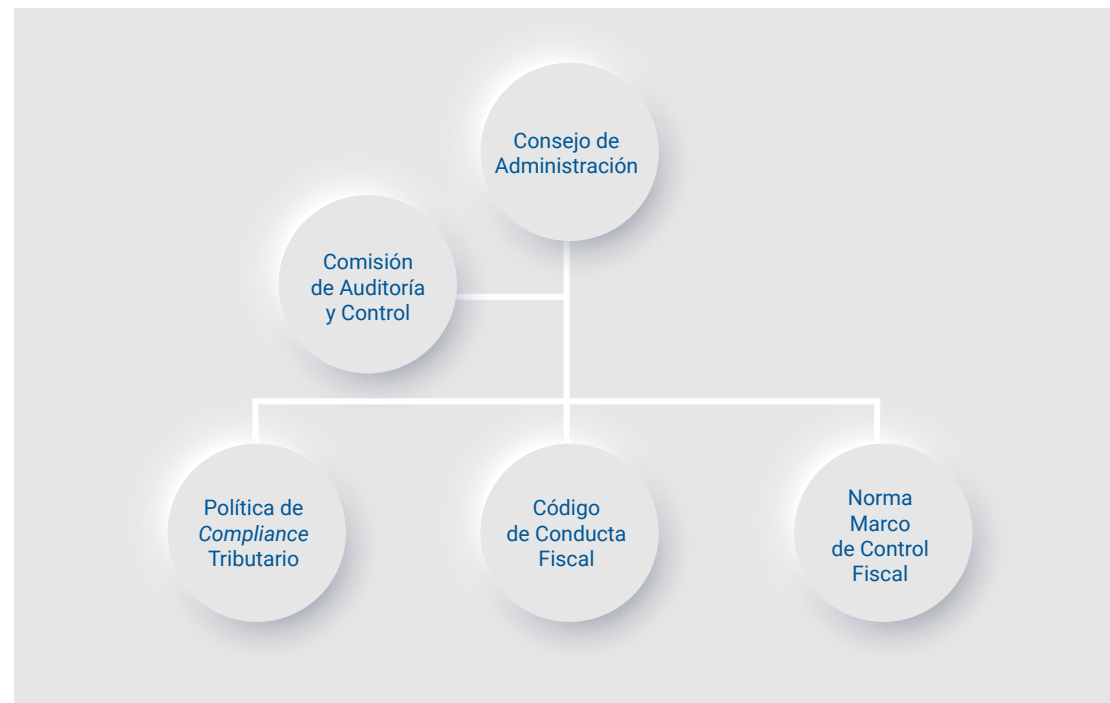 Consejo de
Administración
Comisión
de Auditoría
y Control
Política de
Compliance
Tributario
Código
de Conducta
Fiscal
Norma
Marco
de Control
Fiscal